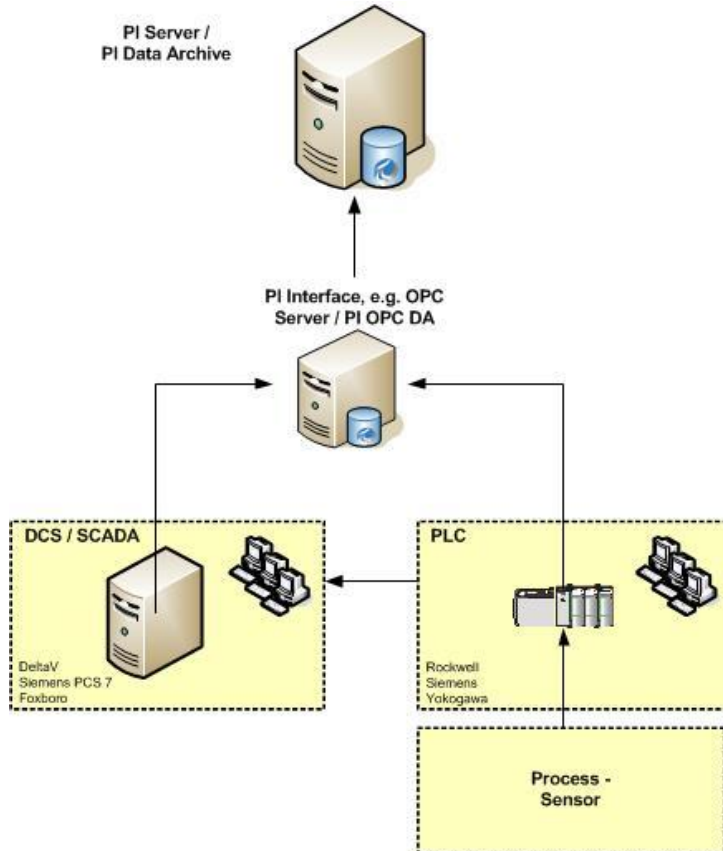 PI Server /
PI Data Archive
PI Interface, e.g. OPC
Server / PI OPC DA
DCS / SCADA
DeltaV
Siemens PCS 7
Foxboro
PLC
Rockwell
Siemens
Yokogawa
Process -
Sensor